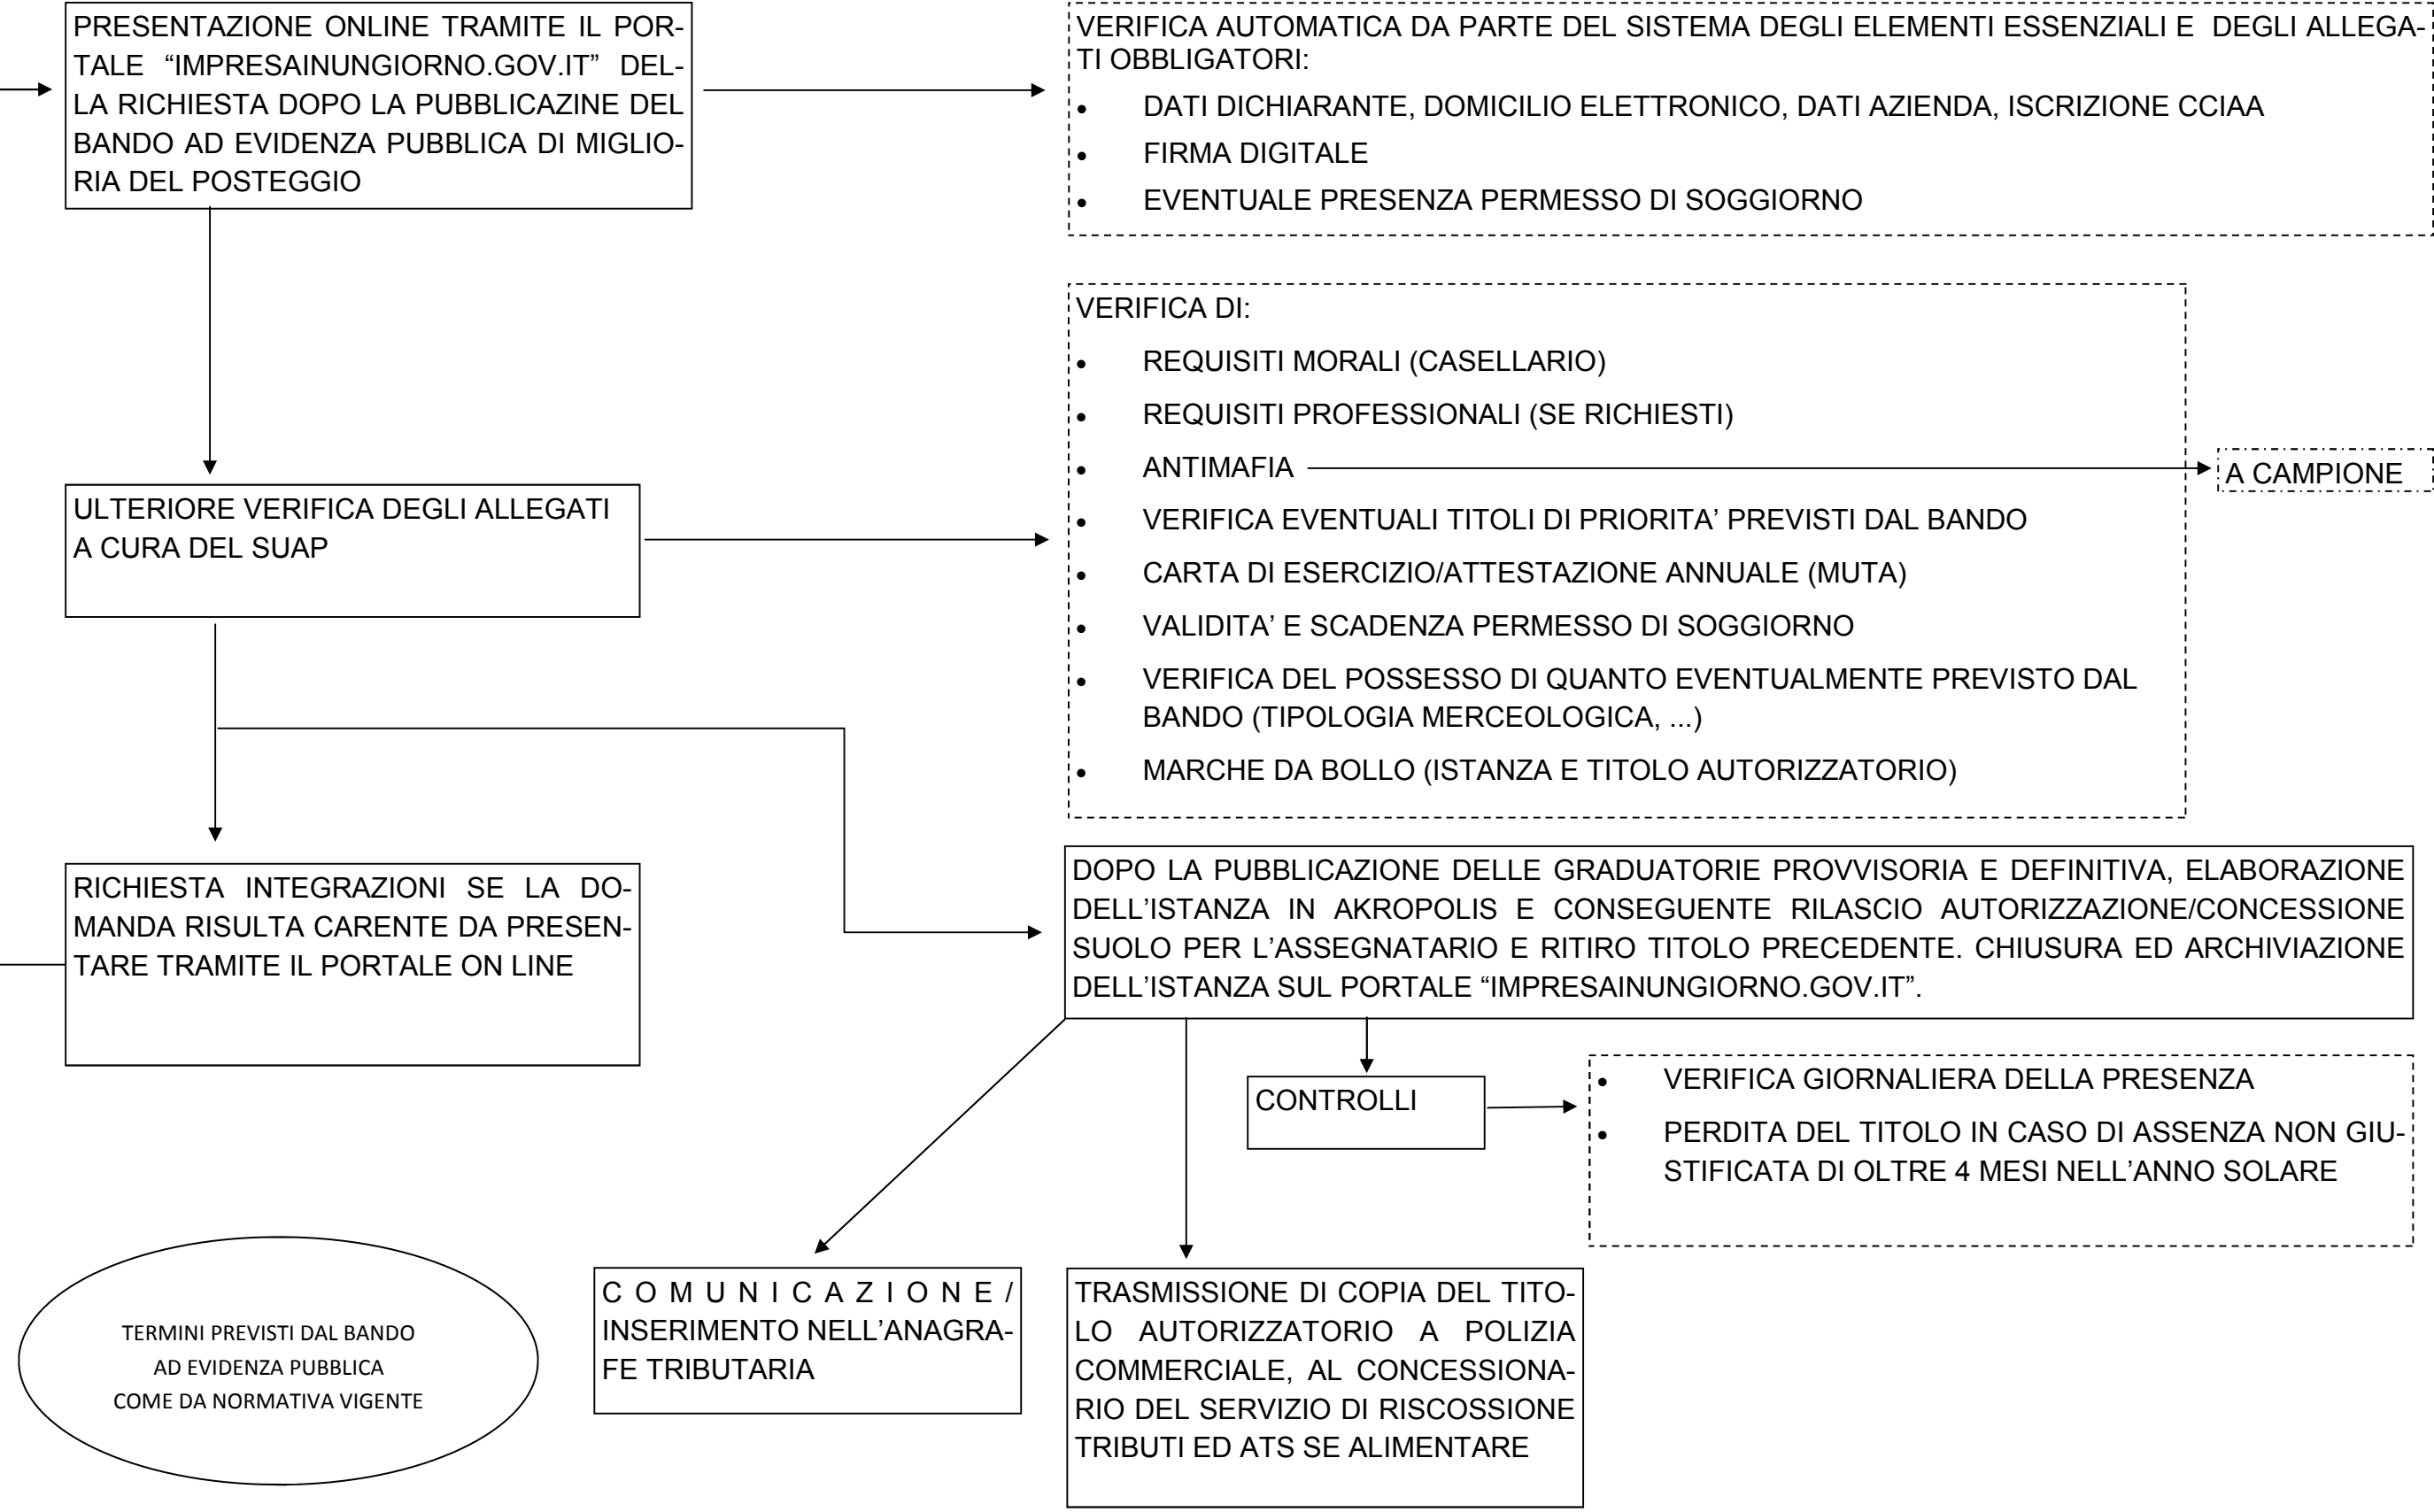 PRESENTAZIONE ONLINE TRAMITE IL POR-
TALE “IMPRESAINUNGIORNO.GOV.IT” DEL-
LA RICHIESTA DOPO LA PUBBLICAZINE DEL
BANDO AD EVIDENZA PUBBLICA DI MIGLIO-
RIA DEL POSTEGGIO
VERIFICA AUTOMATICA DA PARTE DEL SISTEMA DEGLI ELEMENTI ESSENZIALI E DEGLI ALLEGA-
TI OBBLIGATORI:
• DATI DICHIARANTE, DOMICILIO ELETTRONICO, DATI AZIENDA, ISCRIZIONE CCIAA
• FIRMA DIGITALE
• EVENTUALE PRESENZA PERMESSO DI SOGGIORNO
ULTERIORE VERIFICA DEGLI ALLEGATI
A CURA DEL SUAP
VERIFICA DI:
• REQUISITI MORALI (CASELLARIO)
• REQUISITI PROFESSIONALI (SE RICHIESTI)
• ANTIMAFIA
A CAMPIONE
• VERIFICA EVENTUALI TITOLI DI PRIORITA’ PREVISTI DAL BANDO
• CARTA DI ESERCIZIO/ATTESTAZIONE ANNUALE (MUTA)
• VALIDITA’ E SCADENZA PERMESSO DI SOGGIORNO
• VERIFICA DEL POSSESSO DI QUANTO EVENTUALMENTE PREVISTO DAL
BANDO (TIPOLOGIA MERCEOLOGICA, ...)
• MARCHE DA BOLLO (ISTANZA E TITOLO AUTORIZZATORIO)
RICHIESTA INTEGRAZIONI SE LA DO-
MANDA RISULTA CARENTE DA PRESEN-
TARE TRAMITE IL PORTALE ON LINE
DOPO LA PUBBLICAZIONE DELLE GRADUATORIE PROVVISORIA E DEFINITIVA, ELABORAZIONE
DELL’ISTANZA IN AKROPOLIS E CONSEGUENTE RILASCIO AUTORIZZAZIONE/CONCESSIONE
SUOLO PER L’ASSEGNATARIO E RITIRO TITOLO PRECEDENTE. CHIUSURA ED ARCHIVIAZIONE
DELL’ISTANZA SUL PORTALE “IMPRESAINUNGIORNO.GOV.IT”.
CONTROLLI
• VERIFICA GIORNALIERA DELLA PRESENZA
• PERDITA DEL TITOLO IN CASO DI ASSENZA NON GIU-
STIFICATA DI OLTRE 4 MESI NELL’ANNO SOLARE
TERMINI PREVISTI DAL BANDO
AD EVIDENZA PUBBLICA
COME DA NORMATIVA VIGENTE
COMUNICAZIONE/
INSERIMENTO NELL’ANAGRA-
FE TRIBUTARIA
TRASMISSIONE DI COPIA DEL TITO-
LO AUTORIZZATORIO A POLIZIA
COMMERCIALE, AL CONCESSIONA-
RIO DEL SERVIZIO DI RISCOSSIONE
TRIBUTI ED ATS SE ALIMENTARE